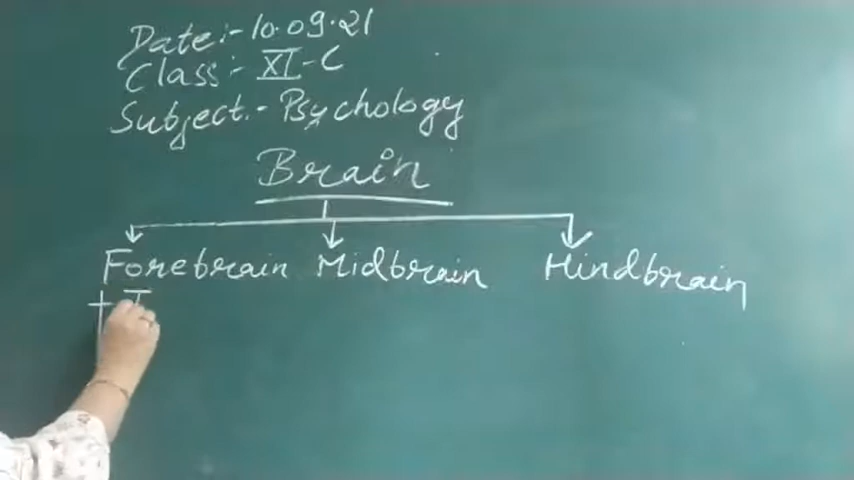 Date:- 10.09.21
Class:- XI-C
Subject.- Psychology
Brain
Forebrain Midbrain Hindbrain